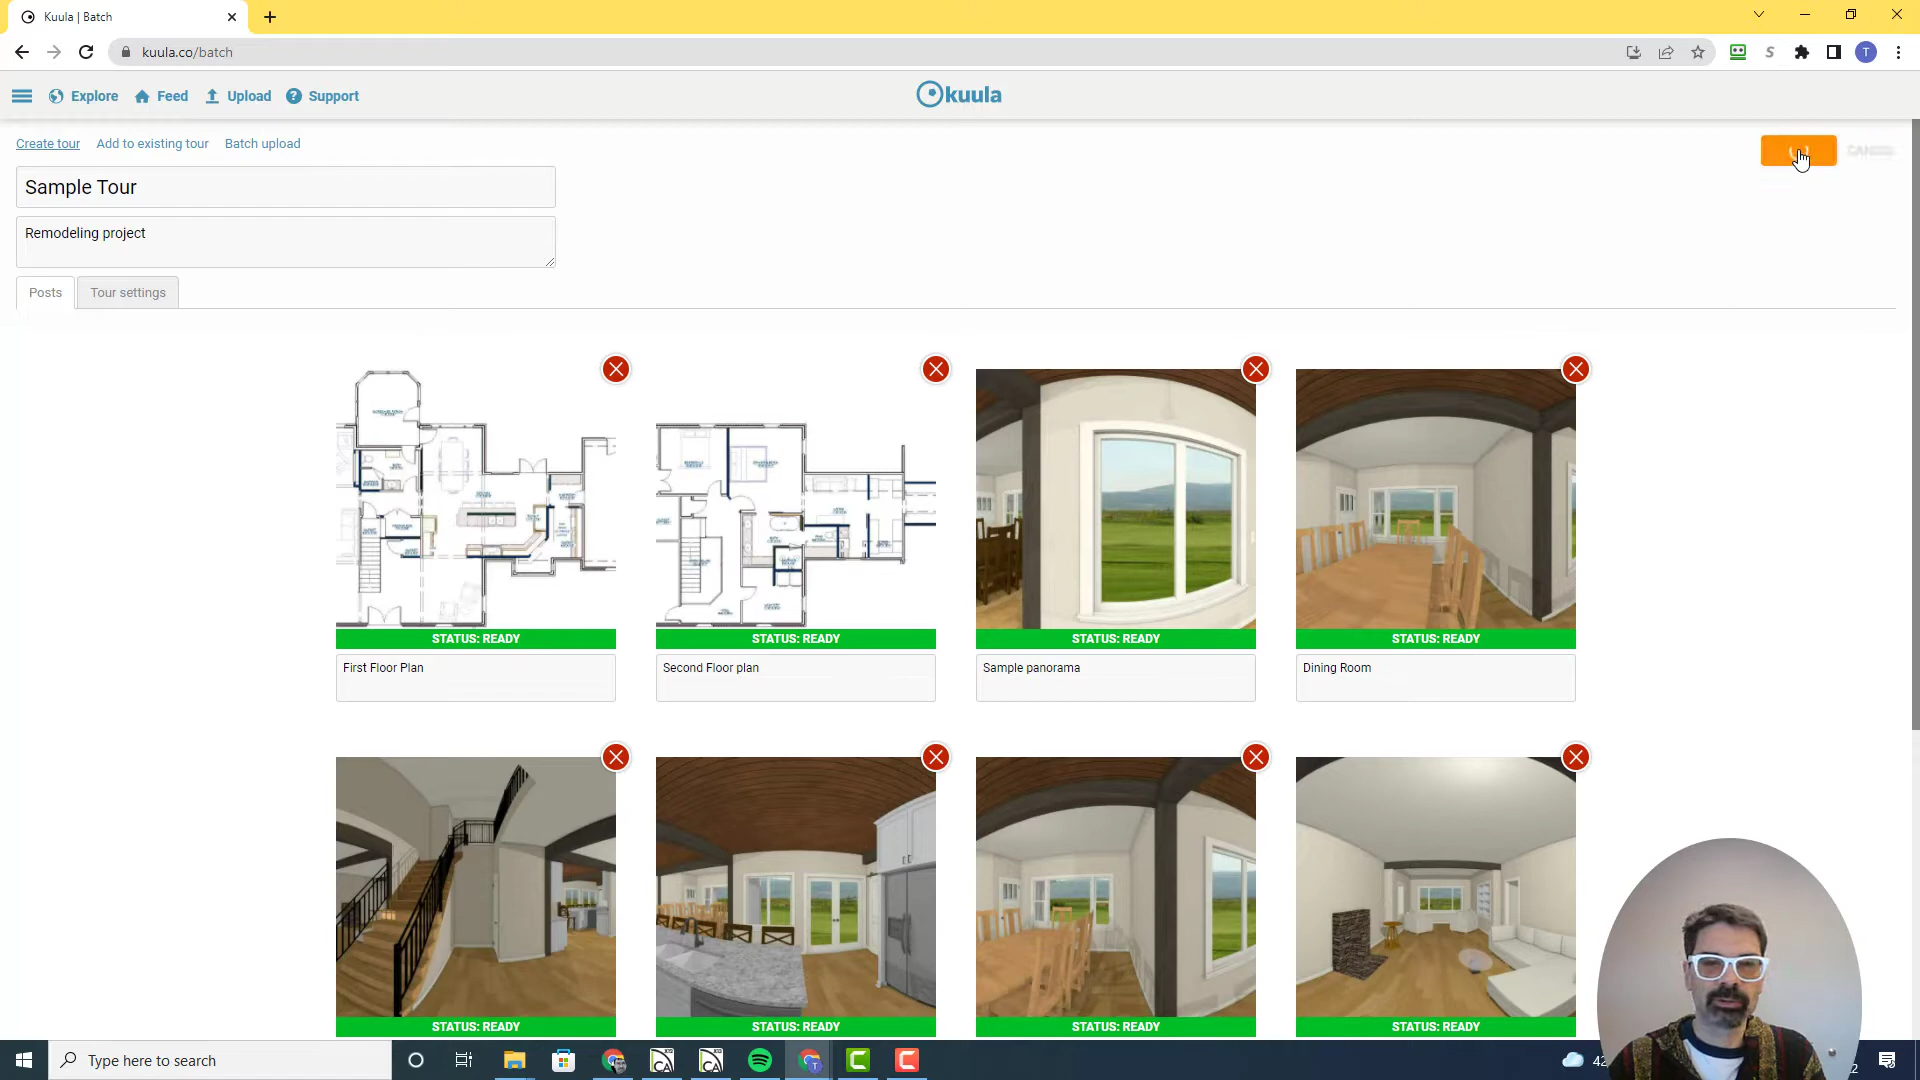 Kuula | Batch
kuula.co/batch
T
Explore
Feed
Upload
Support
kuula
Create tour
Add to existing tour
Batch upload
CANCEL
Sample Tour
Remodeling project
Posts
Tour settings
STATUS: READY
STATUS: READY
STATUS: READY
STATUS: READY
First Floor Plan
Second Floor plan
Sample panorama
Dining Room
STATUS: READY
STATUS: READY
STATUS: READY
STATUS: READY
Type here to search
42